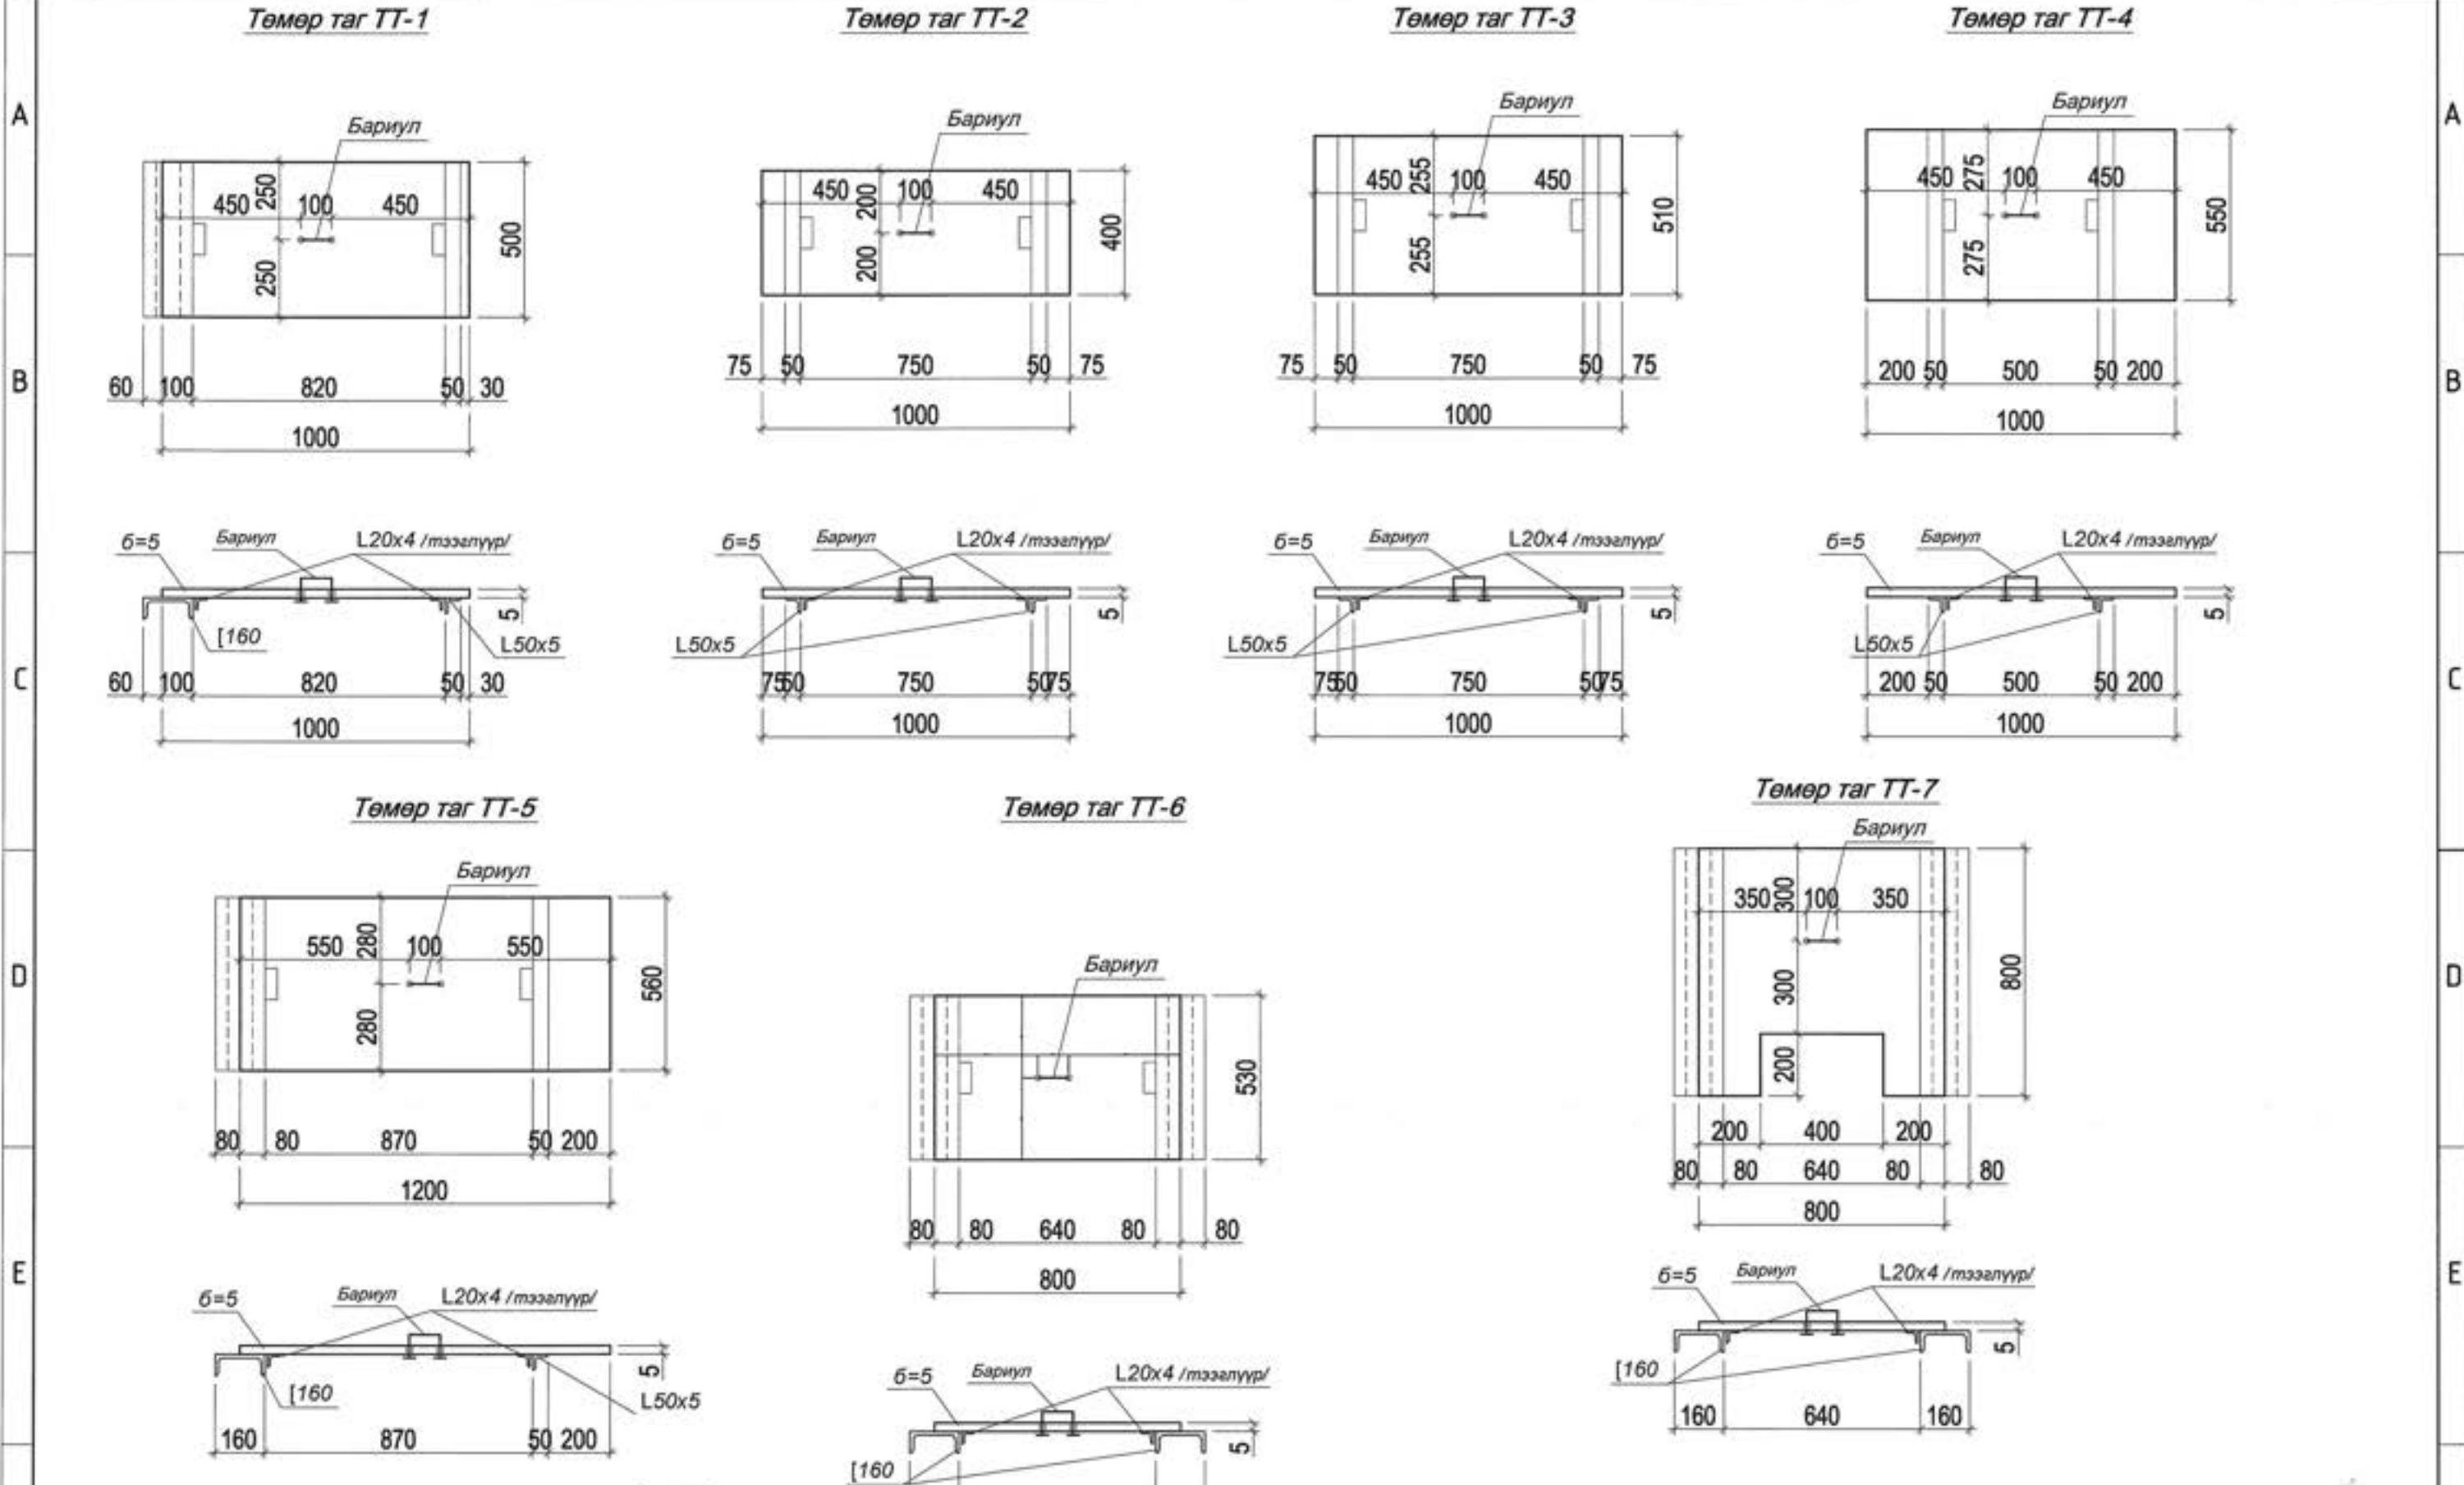 Төмөр таг ТТ-1
Төмөр таг ТТ-2
Төмөр таг ТТ-3
Төмөр таг ТТ-4
A
A
Бариул
250
450 100 450
250
500
60 100 820 50 30
1000
Бариул
200
450 100 450
200
400
75 50 750 50 75
1000
Бариул
255
450 100 450
255
510
75 50 750 50 75
1000
Бариул
275
450 100 450
275
550
200 50 500 50 200
1000
B
B
б=5
Бариул
L20x4 /тээглүүр/
5
[160
L50x5
60 100 820 50 30
1000
б=5
Бариул
L20x4 /тээглүүр/
5
L50x5
75 50 750 50 75
1000
б=5
Бариул
L20x4 /тээглүүр/
5
L50x5
75 50 750 50 75
1000
б=5
Бариул
L20x4 /тээглүүр/
5
L50x5
200 50 500 50 200
1000
C
C
Төмөр таг ТТ-5
Төмөр таг ТТ-6
Төмөр таг ТТ-7
Бариул
280
550 100 550
280
560
80 80 870 50 200
1200
Бариул
530
80 80 640 80 80
800
Бариул
300
350 100 350
300
200
800
200 400 200
80 80 640 80 80
800
D
D
б=5
Бариул
L20x4 /тээглүүр/
5
[160
L50x5
160 870 50 200
б=5
Бариул
L20x4 /тээглүүр/
5
[160
б=5
Бариул
L20x4 /тээглүүр/
5
[160
160 640 160
E
E